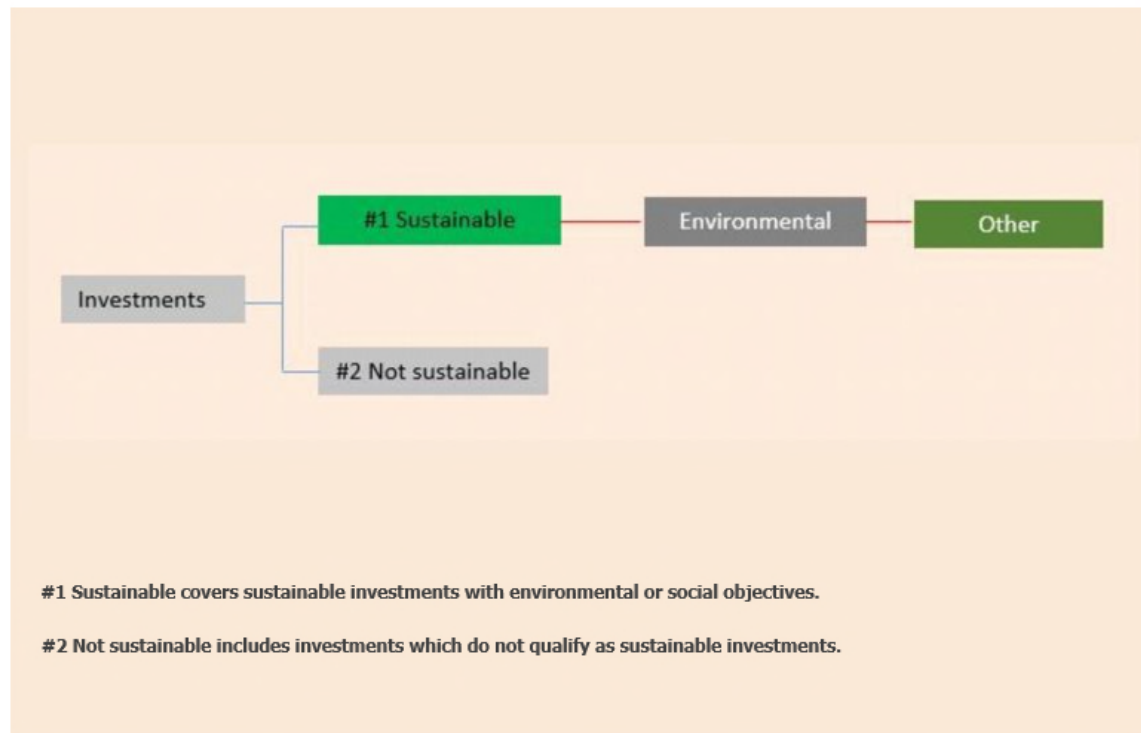 #1 Sustainable
Environmental
Other
Investments
#2 Not sustainable
#1 Sustainable covers sustainable investments with environmental or social objectives.
#2 Not sustainable includes investments which do not qualify as sustainable investments.